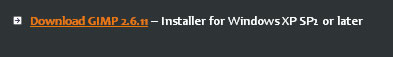 Download GIMP 2.6.11 – Installer for Windows XP SP2 or later